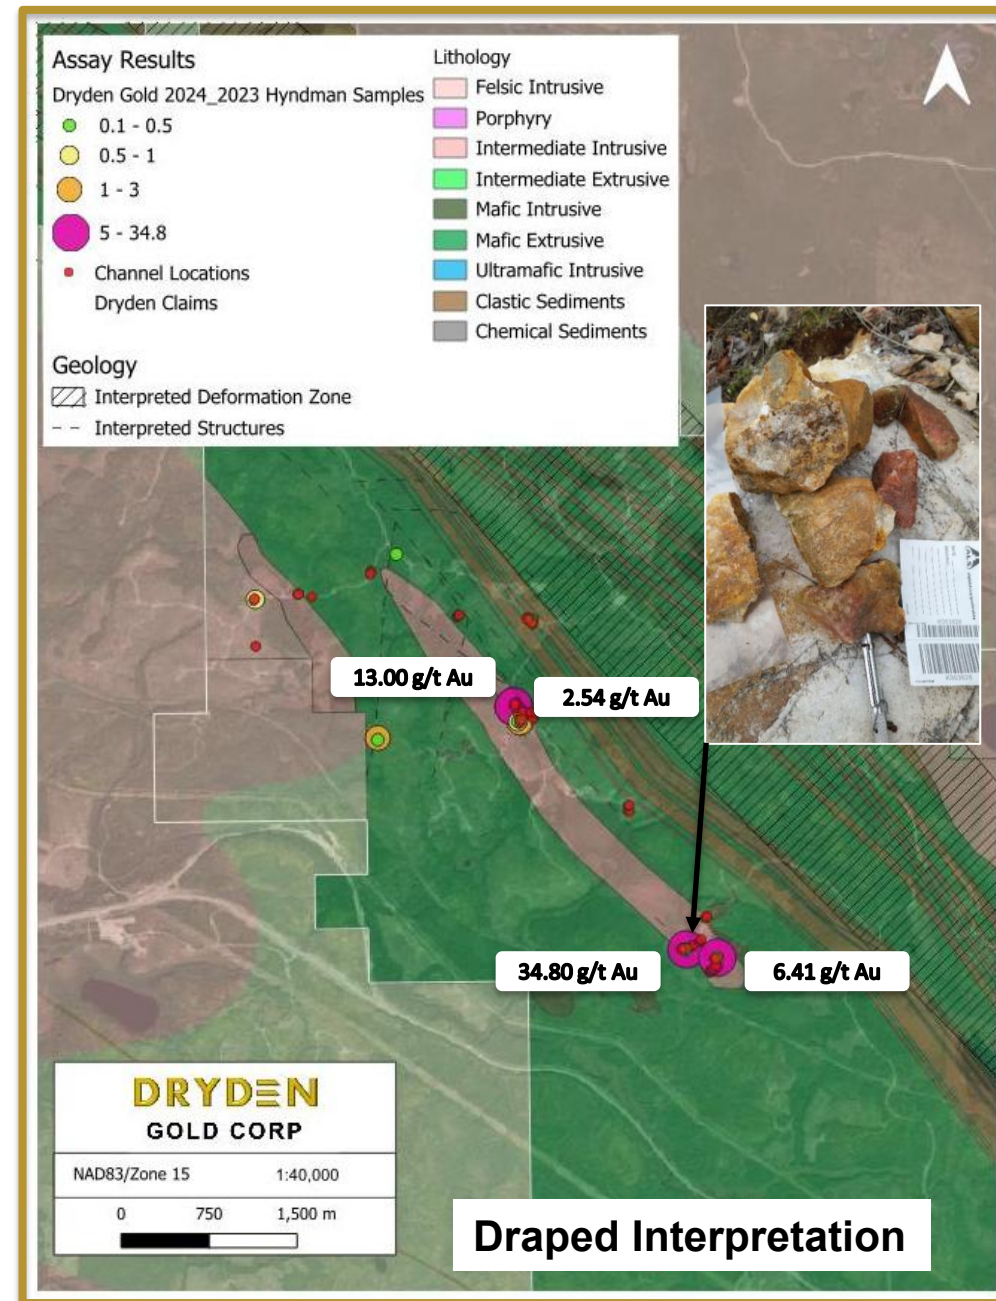 Assay Results
Dryden Gold 2024_2023 Hyndman Samples
0.1 - 0.5
0.5 - 1
1 - 3
5 - 34.8
Channel Locations
Dryden Claims
Geology
Interpreted Deformation Zone
Interpreted Structures
Lithology
Felsic Intrusive
Porphyry
Intermediate Intrusive
Intermediate Extrusive
Mafic Intrusive
Mafic Extrusive
Ultramafic Intrusive
Clastic Sediments
Chemical Sediments
13.00 g/t Au
2.54 g/t Au
34.80 g/t Au
6.41 g/t Au
DRYDEN
GOLD CORP
NAD83/Zone 15 1:40,000
0 750 1,500 m
Draped Interpretation